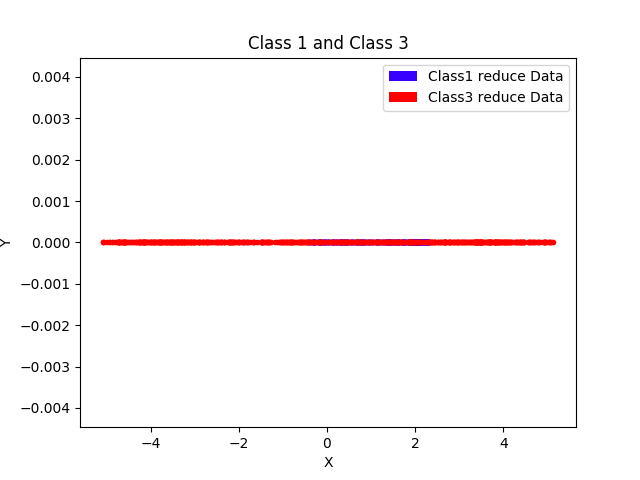 Class 1 and Class 3
Class1 reduce Data
Class3 reduce Data
0.004
0.003
0.002
0.001
0.000
−0.001
−0.002
−0.003
−0.004
Y
−4
−2
0
2
4
X